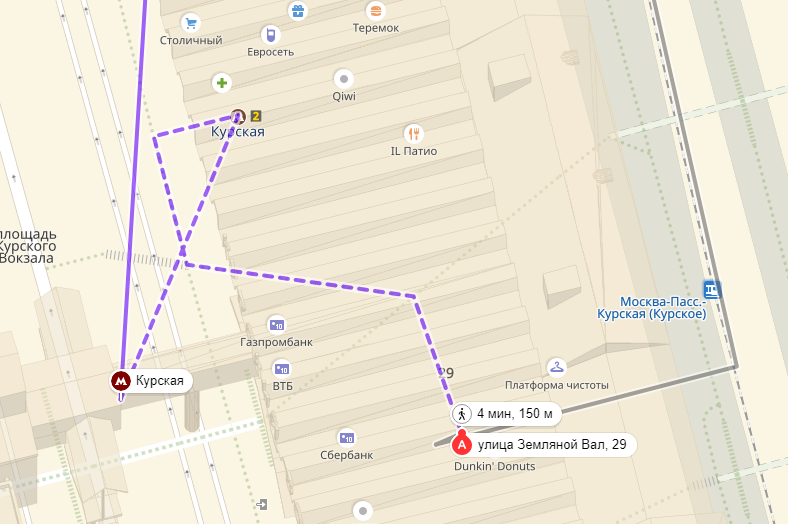 Столичный
Евросеть
Теремок
Qiwi
2
Курская
IL Патио
площадь
Курского
Вокзала
Москва-Пасс.-
Курская (Курское)
Газпромбанк
ВТБ
29
Курская
Платформа чистоты
4 мин, 150 м
Сбербанк
A
улица Земляной Вал, 29
Dunkin' Donuts